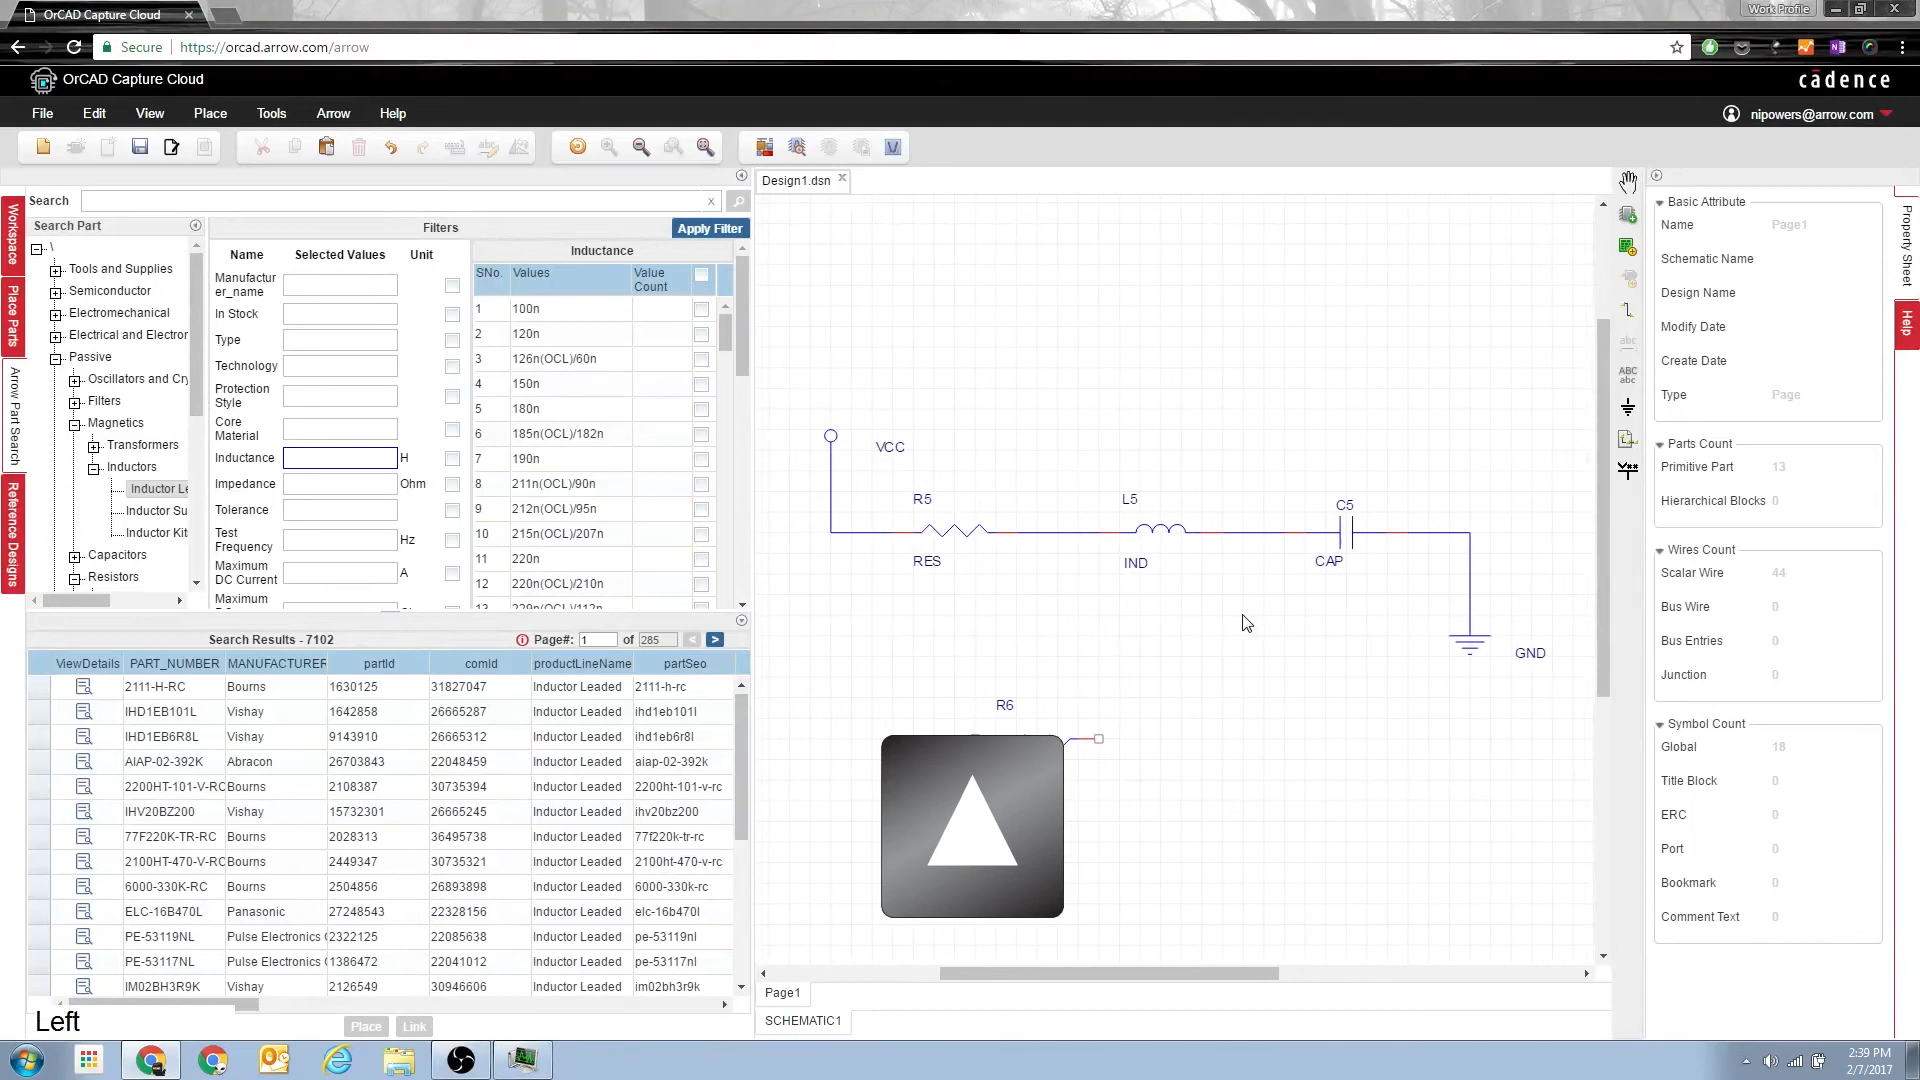 OrCAD Capture Cloud
Work Profile
Secure
https://orcad.arrow.com/arrow
OrCAD Capture Cloud
cādence
File Edit View Place Tools Arrow Help
nipowers@arrow.com
Search
x
Design1.dsn
Workspace
Place Parts
Arrow Part Search
Reference Designs
Search Part
\
Tools and Supplies
Semiconductor
Electromechanical
Electrical and Electror
Passive
Oscillators and Cry
Filters
Magnetics
Transformers
Inductors
Inductor Le
Inductor Su
Inductor Kits
Capacitors
Resistors
Filters
Apply Filter
Name Selected Values Unit
Manufactur
er_name
In Stock
Type
Technology
Protection
Style
Core
Material
Inductance H
Impedance Ohm
Tolerance
Test
Frequency Hz
Maximum
DC Current A
Maximum
Inductance
SNo. Values Value
Count
1 100n
2 120n
3 126n(OCL)/60n
4 150n
5 180n
6 185n(OCL)/182n
7 190n
8 211n(OCL)/90n
9 212n(OCL)/95n
10 215n(OCL)/207n
11 220n
12 220n(OCL)/210n
13 229n(OCL)/112n
Search Results - 7102
Page#: 1 of 285 < >
ViewDetails PART_NUMBER MANUFACTURER partId comId productLineName partSeo
2111-H-RC Bourns 1630125 31827047 Inductor Leaded 2111-h-rc
IHD1EB101L Vishay 1642858 26665287 Inductor Leaded ihd1eb101l
IHD1EB6R8L Vishay 9143910 26665312 Inductor Leaded ihd1eb6r8l
AIAP-02-392K Abracon 26703843 22048459 Inductor Leaded aiap-02-392k
2200HT-101-V-RC Bourns 2108387 30735394 Inductor Leaded 2200ht-101-v-rc
IHV20BZ200 Vishay 15732301 26665245 Inductor Leaded ihv20bz200
77F220K-TR-RC Bourns 2028313 36495738 Inductor Leaded 77f220k-tr-rc
2100HT-470-V-RC Bourns 2449347 30735321 Inductor Leaded 2100ht-470-v-rc
6000-330K-RC Bourns 2504856 26893898 Inductor Leaded 6000-330k-rc
ELC-16B470L Panasonic 27248543 22328156 Inductor Leaded elc-16b470l
PE-53119NL Pulse Electronics 2322125 22085638 Inductor Leaded pe-53119nl
PE-53117NL Pulse Electronics 1386472 22041012 Inductor Leaded pe-53117nl
IM02BH3R9K Vishay 2126549 30946606 Inductor Leaded im02bh3r9k
Left
Place Link
VCC
R5
RES
L5
IND
C5
CAP
GND
R6
Page1
SCHEMATIC1
abc
ABC
abc
Basic Attribute
Name Page1
Schematic Name
Design Name
Modify Date
Create Date
Type Page
Parts Count
Primitive Part 13
Hierarchical Blocks 0
Wires Count
Scalar Wire 44
Bus Wire 0
Bus Entries 0
Junction 0
Symbol Count
Global 18
Title Block 0
ERC 0
Port 0
Bookmark 0
Comment Text 0
Property Sheet
Help
2:39 PM
2/7/2017